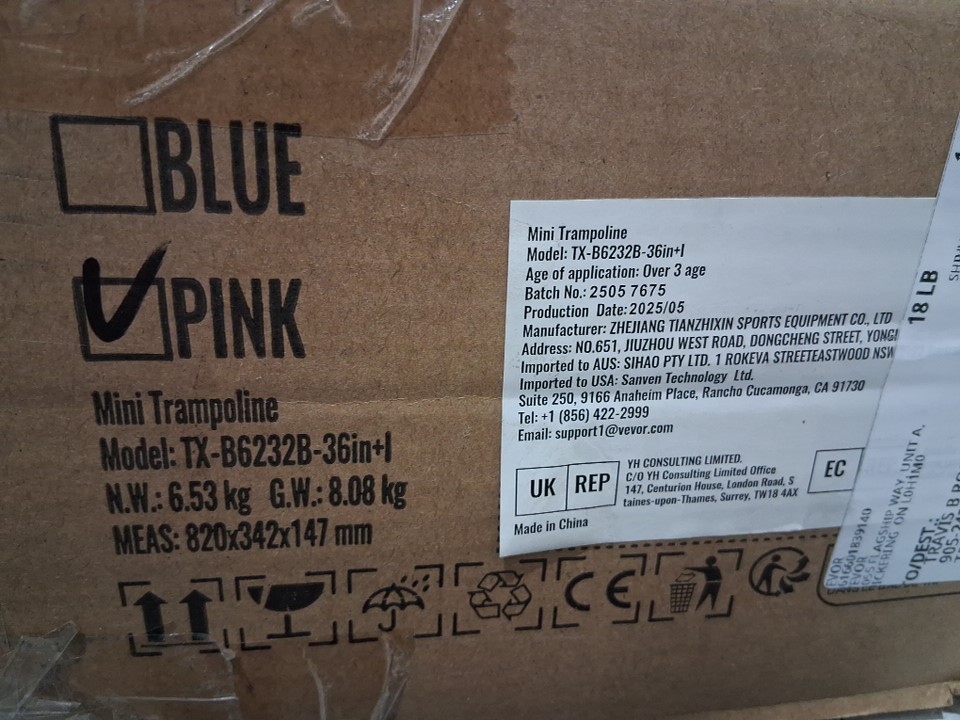 BLUE
PINK
Mini Trampoline
Model: TX-B6232B-36in+I
N.W.: 6.53 kg G.W.: 8.08 kg
MEAS: 820x342x147 mm
Mini Trampoline
Model: TX-B6232B-36in+I
Age of application: Over 3 age
Batch No.: 2505 7675
Production Date: 2025/05
Manufacturer: ZHEJIANG TIANZHIXIN SPORTS EQUIPMENT CO., LTD
Address: NO.651, JIUZHOU WEST ROAD, DONGCHENG STREET,
Imported to AUS: SIHAO PTY LTD. 1 ROKEVA STREETEASTWOOD NSW
Imported to USA: Sanven Technology Ltd.
Suite 250, 9166 Anaheim Place, Rancho Cucamonga, CA 91730
Tel: +1 (856) 422-2999
Email: support1@vevor.com
UK REP
YH CONSULTING LIMITED.
C/O YH Consulting Limited Office
147, Centurion House, London Road, S
taines-upon-Thames, Surrey, TW18 4AX
EC
Made in China
CE
18 LB
FLAGSHIP WAY, UNIT A,
TRAVIS B